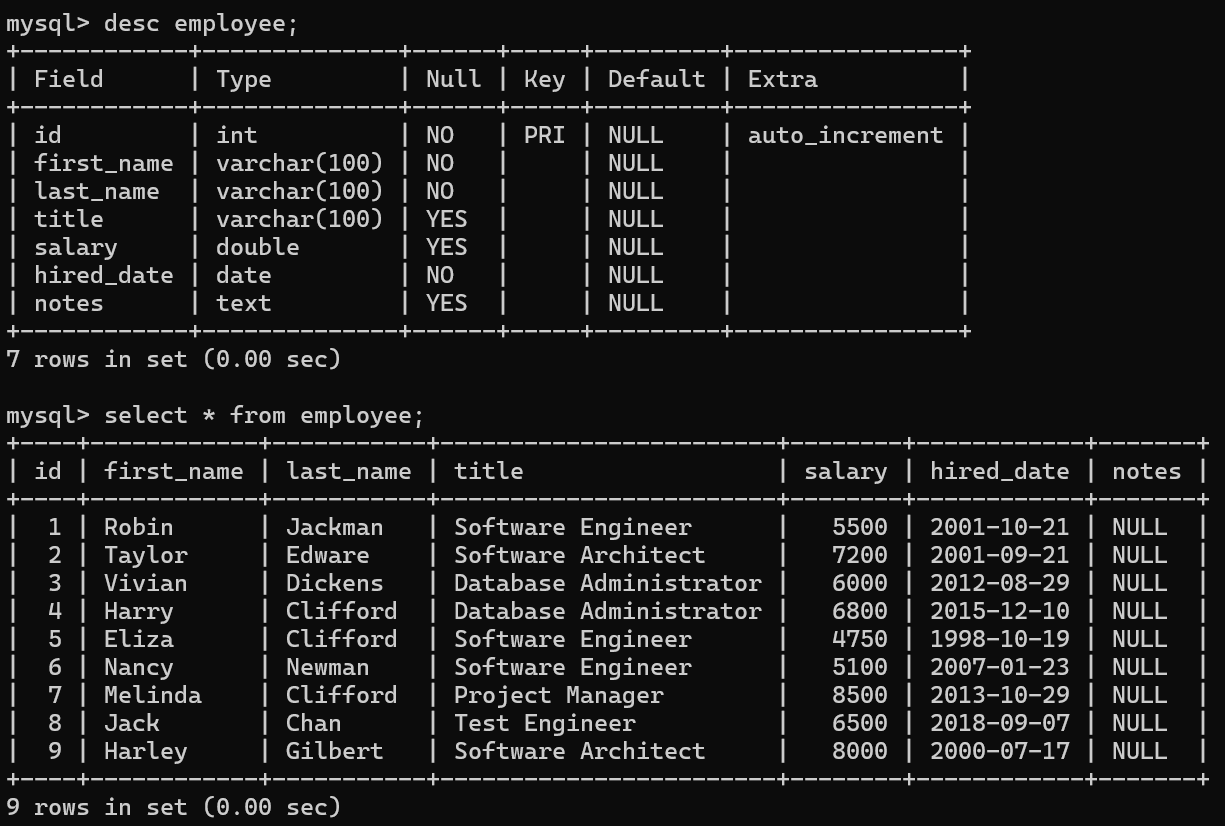 mysql> desc employee;
+------------+--------------+------+-----+---------+----------------+
| Field      | Type         | Null | Key | Default | Extra          |
+------------+--------------+------+-----+---------+----------------+
| id         | int          | NO   | PRI | NULL    | auto_increment |
| first_name | varchar(100) | NO   |     | NULL    |                |
| last_name  | varchar(100) | NO   |     | NULL    |                |
| title      | varchar(100) | YES  |     | NULL    |                |
| salary     | double       | YES  |     | NULL    |                |
| hired_date | date         | NO   |     | NULL    |                |
| notes      | text         | YES  |     | NULL    |                |
+------------+--------------+------+-----+---------+----------------+
7 rows in set (0.00 sec)

mysql> select * from employee;
+----+------------+-----------+------------------------+--------+------------+-------+
| id | first_name | last_name | title                  | salary | hired_date | notes |
+----+------------+-----------+------------------------+--------+------------+-------+
|  1 | Robin      | Jackman   | Software Engineer      |   5500 | 2001-10-21 | NULL  |
|  2 | Taylor     | Edware    | Software Architect     |   7200 | 2001-09-21 | NULL  |
|  3 | Vivian     | Dickens   | Database Administrator |   6000 | 2012-08-29 | NULL  |
|  4 | Harry      | Clifford  | Database Administrator |   6800 | 2015-12-10 | NULL  |
|  5 | Eliza      | Clifford  | Software Engineer      |   4750 | 1998-10-19 | NULL  |
|  6 | Nancy      | Newman    | Software Engineer      |   5100 | 2007-01-23 | NULL  |
|  7 | Melinda    | Clifford  | Project Manager        |   8500 | 2013-10-29 | NULL  |
|  8 | Jack       | Chan      | Test Engineer          |   6500 | 2018-09-07 | NULL  |
|  9 | Harley     | Gilbert   | Software Architect     |   8000 | 2000-07-17 | NULL  |
+----+------------+-----------+------------------------+--------+------------+-------+
9 rows in set (0.00 sec)